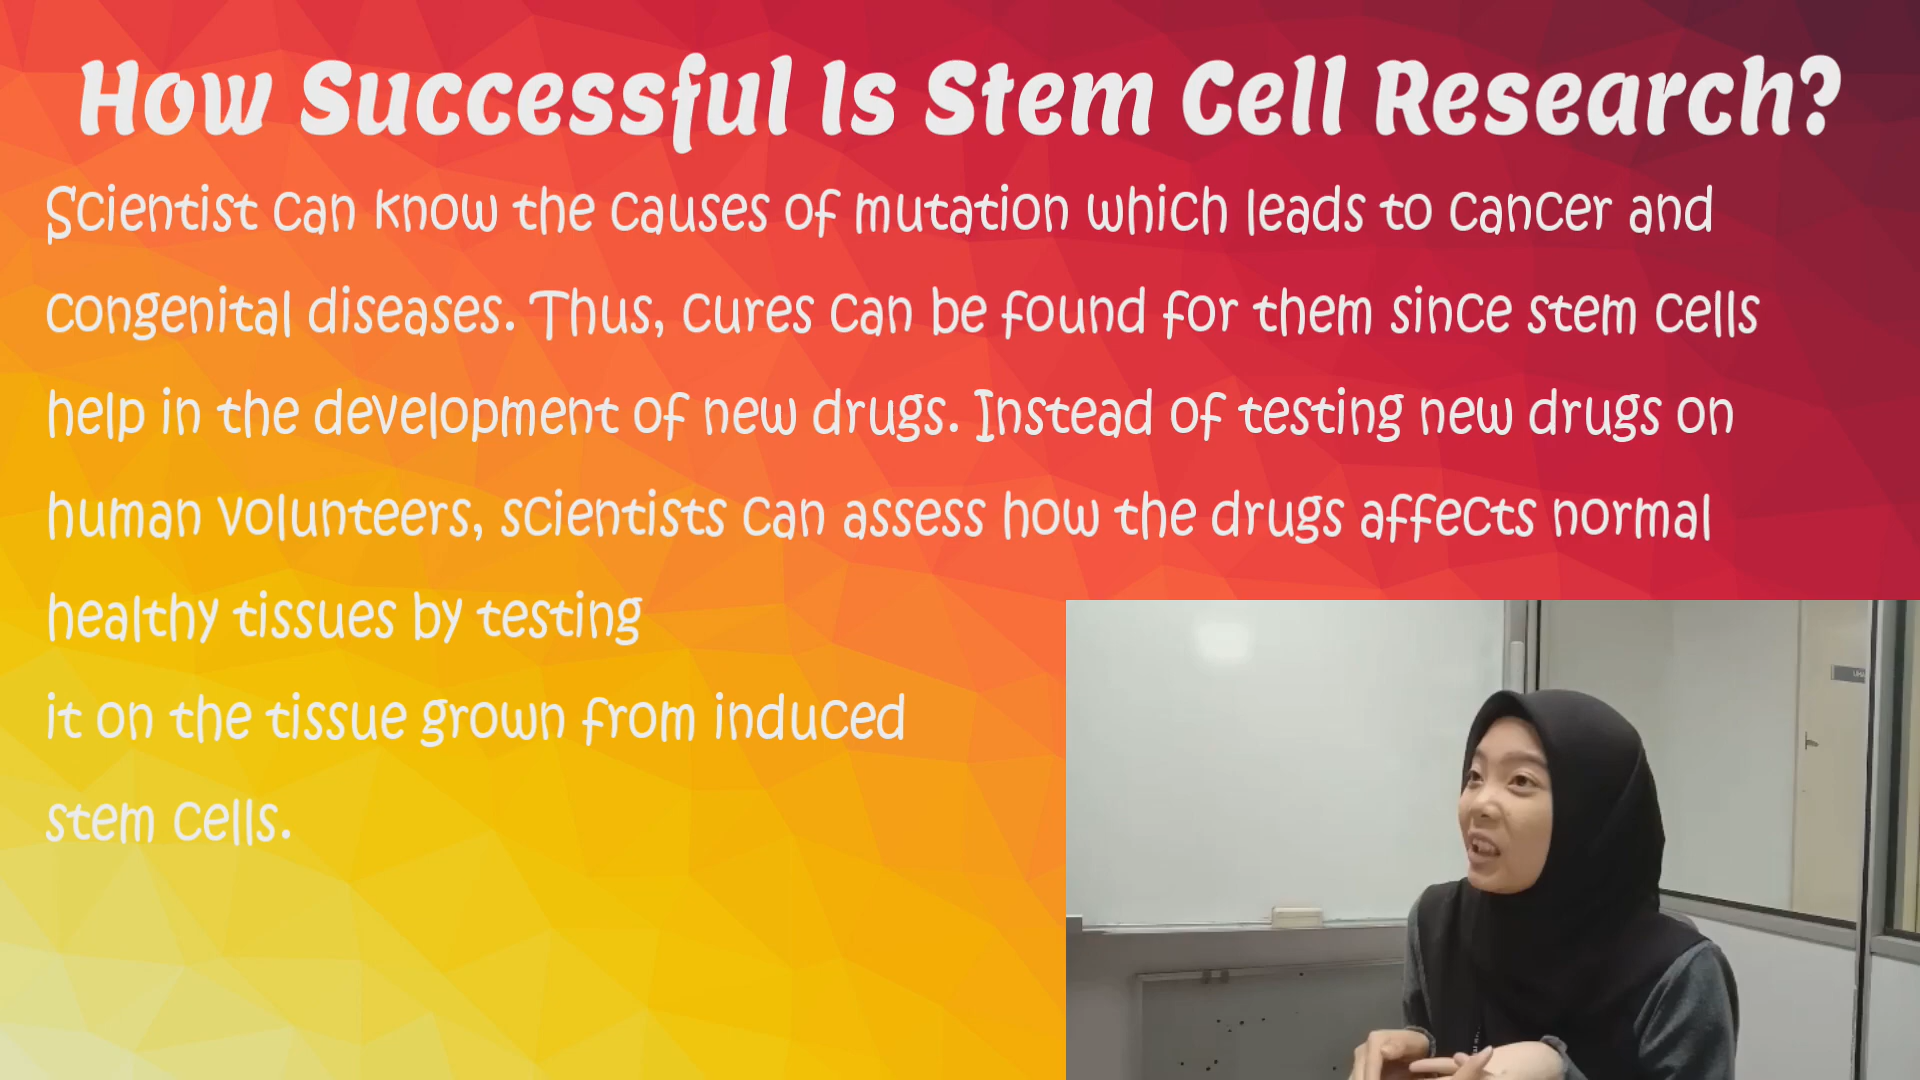 How Successful Is Stem Cell Research?
Scientist can know the causes of mutation which leads to cancer and
congenital diseases. Thus, cures can be found for them since stem cells
help in the development of new drugs. Instead of testing new drugs on
human volunteers, scientists can assess how the drugs affects normal
healthy tissues by testing
it on the tissue grown from induced
stem cells.